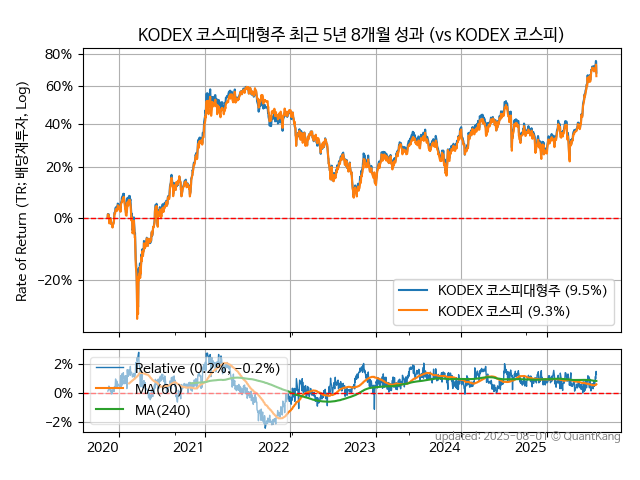 KODEX 코스피대형주 최근 5년 8개월 성과 (vs KODEX 코스피)
Rate of Return (TR: 배당재투자, Log)
80%
60%
40%
20%
0%
−20%
KODEX 코스피대형주 (9.5%)
KODEX 코스피 (9.3%)
2%
0%
−2%
Relative (0.2%, −0.2%)
MA(60)
MA(240)
2020 2021 2022 2023 2024 2025
updated: 2025-08-01 © QuantKang